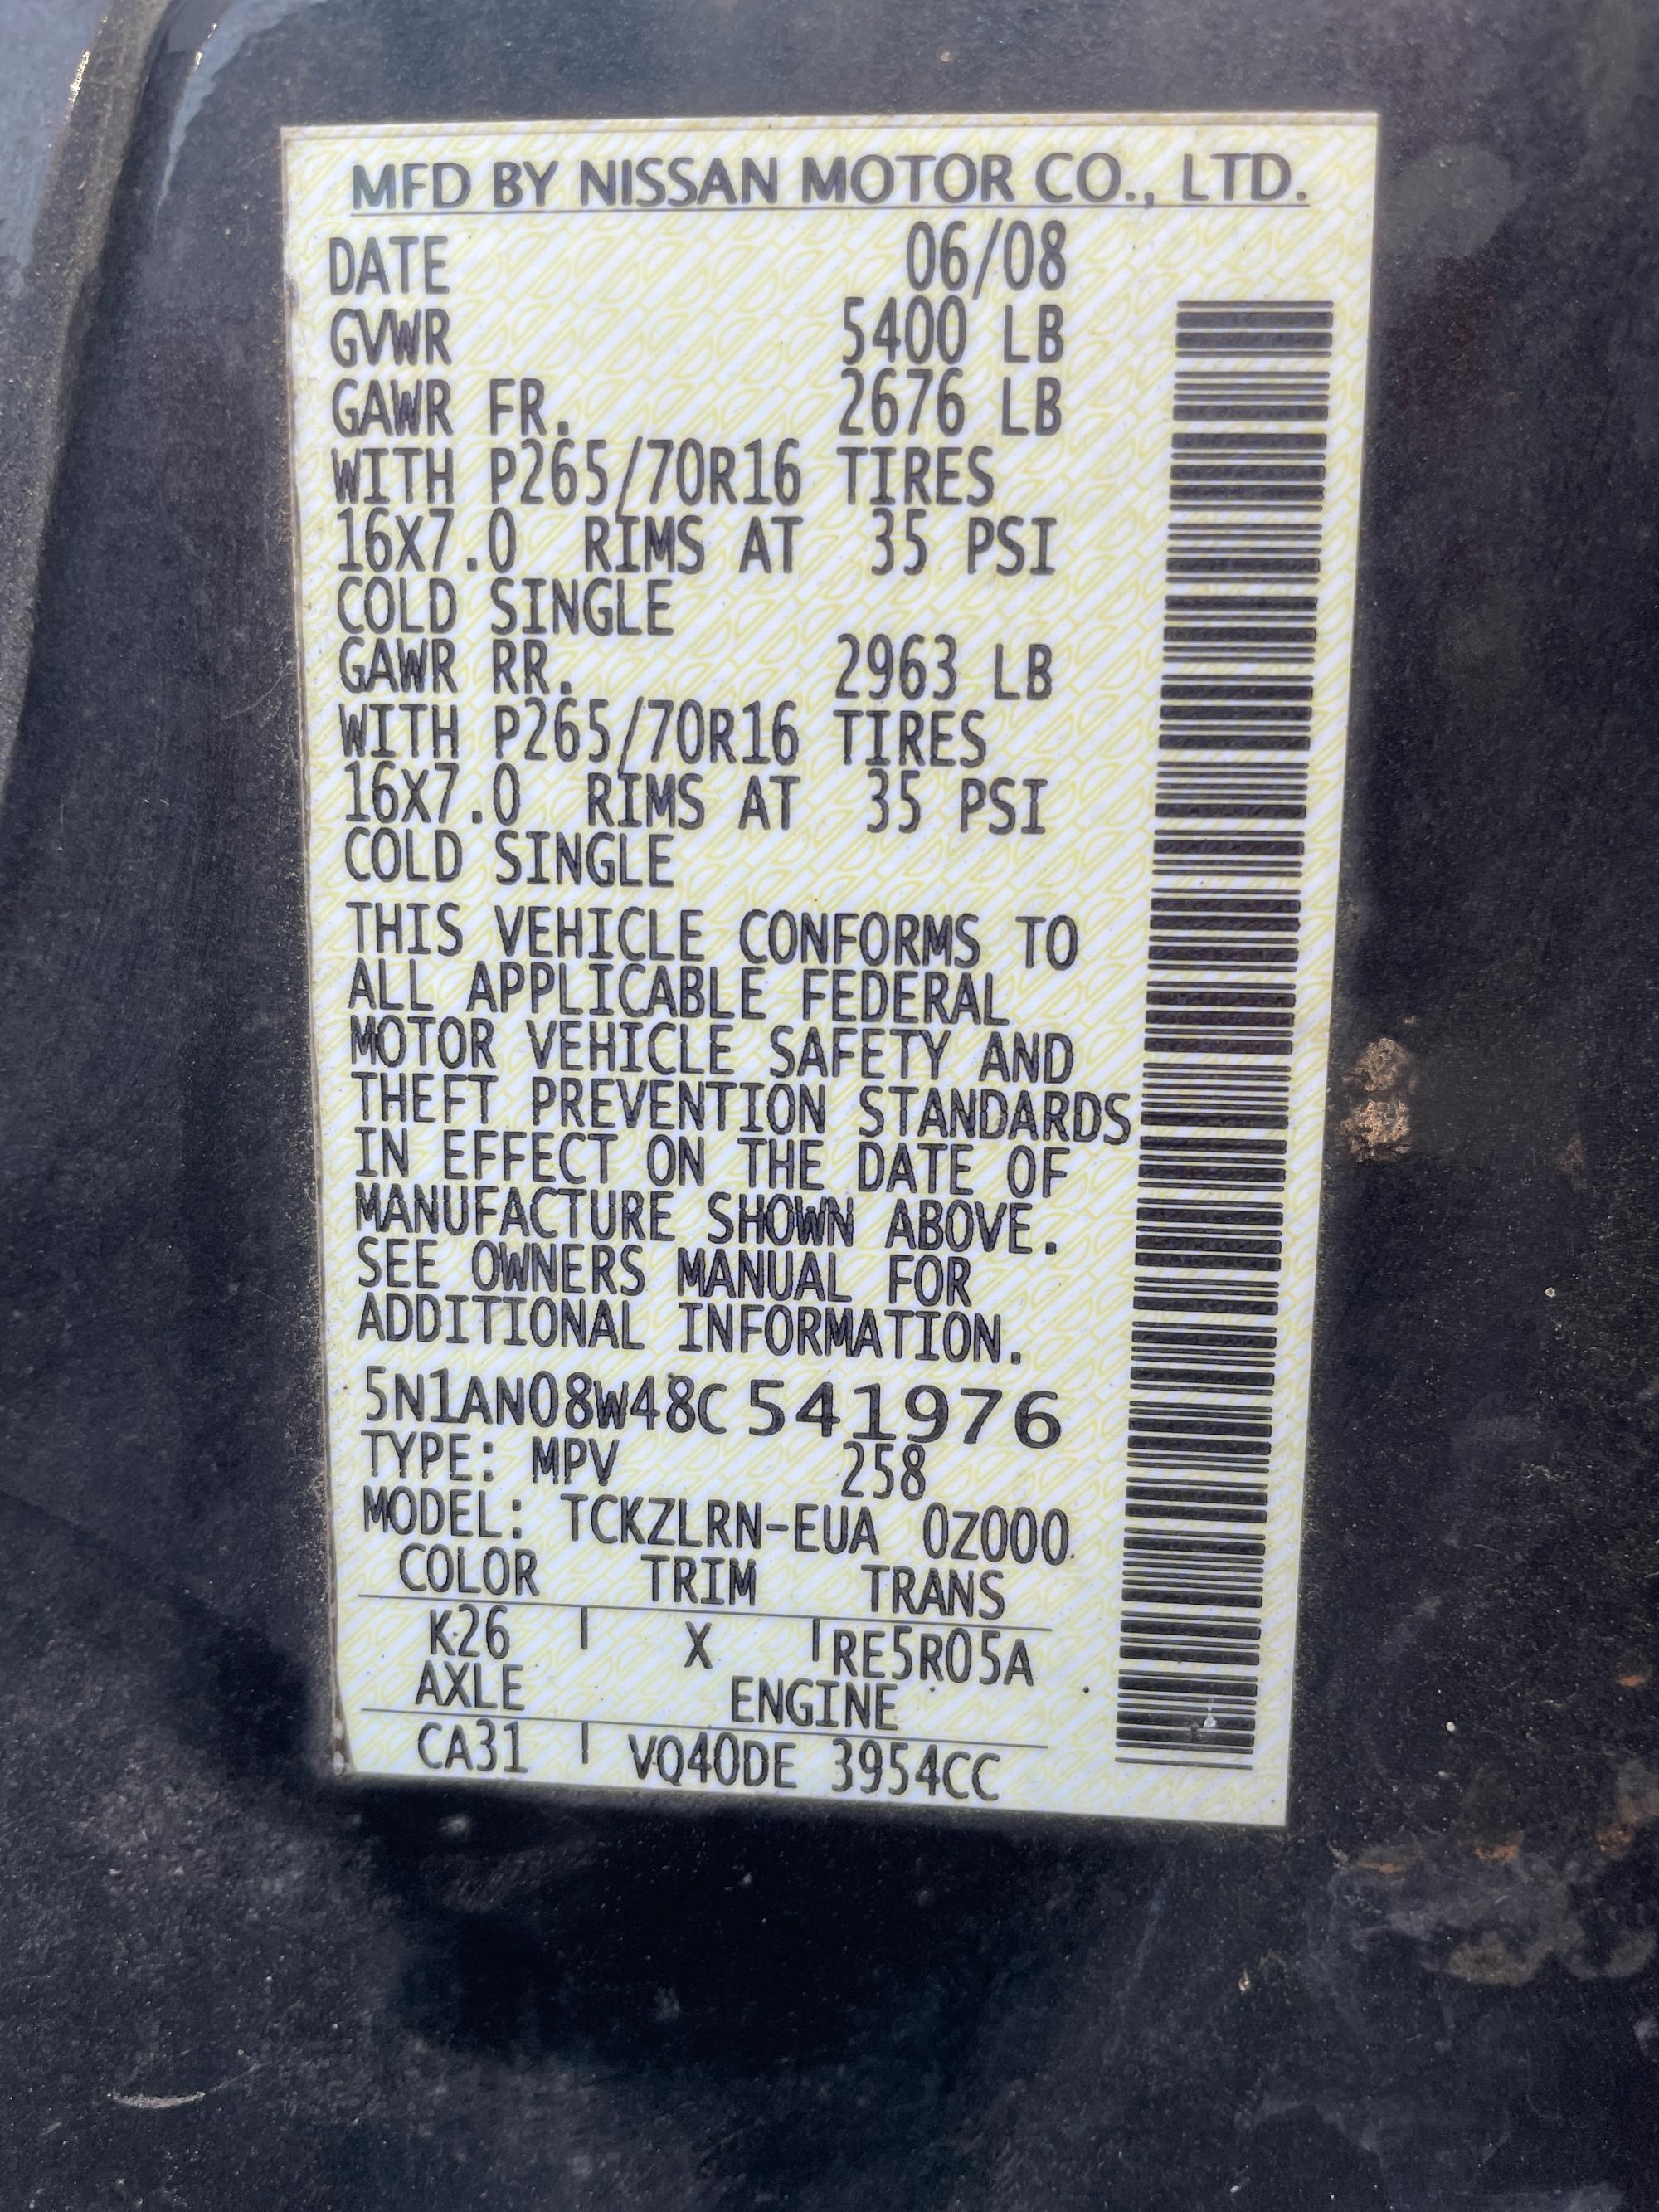 MFD BY NISSAN MOTOR CO., LTD.
DATE 06/08
GVWR 5400 LB
GAWR FR. 2676 LB
WITH P265/70R16 TIRES
16X7.0 RIMS AT 35 PSI
COLD SINGLE
GAWR RR. 2963 LB
WITH P265/70R16 TIRES
16X7.0 RIMS AT 35 PSI
COLD SINGLE
THIS VEHICLE CONFORMS TO
ALL APPLICABLE FEDERAL
MOTOR VEHICLE SAFETY AND
THEFT PREVENTION STANDARDS
IN EFFECT ON THE DATE OF
MANUFACTURE SHOWN ABOVE.
SEE OWNERS MANUAL FOR
ADDITIONAL INFORMATION.
5N1AN08W48C541976
TYPE: MPV 258
MODEL: TCKZLRN-EUA 0Z000
COLOR TRIM TRANS
K26 X RE5R05A
AXLE ENGINE
CA31 VQ40DE 3954CC